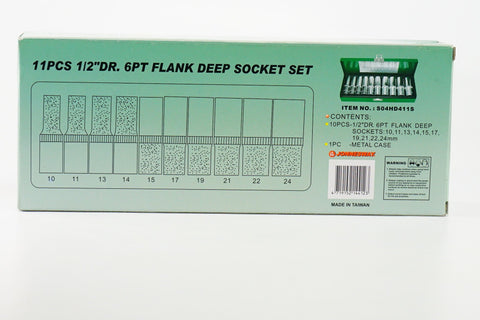 11PCS 1/2"DR. 6PT FLANK DEEP SOCKET SET
10 11 13 14 15 17 19 21 22 24
ITEM NO. : S04HD411S
CONTENTS:
10PCS-1/2"DR. 6PT FLANK DEEP
SOCKETS:10,11,13,14,15,17,
19,21,22,24mm
1PC -METAL CASE
JONNESWAY
WARNING
4719152144123
MADE IN TAIWAN